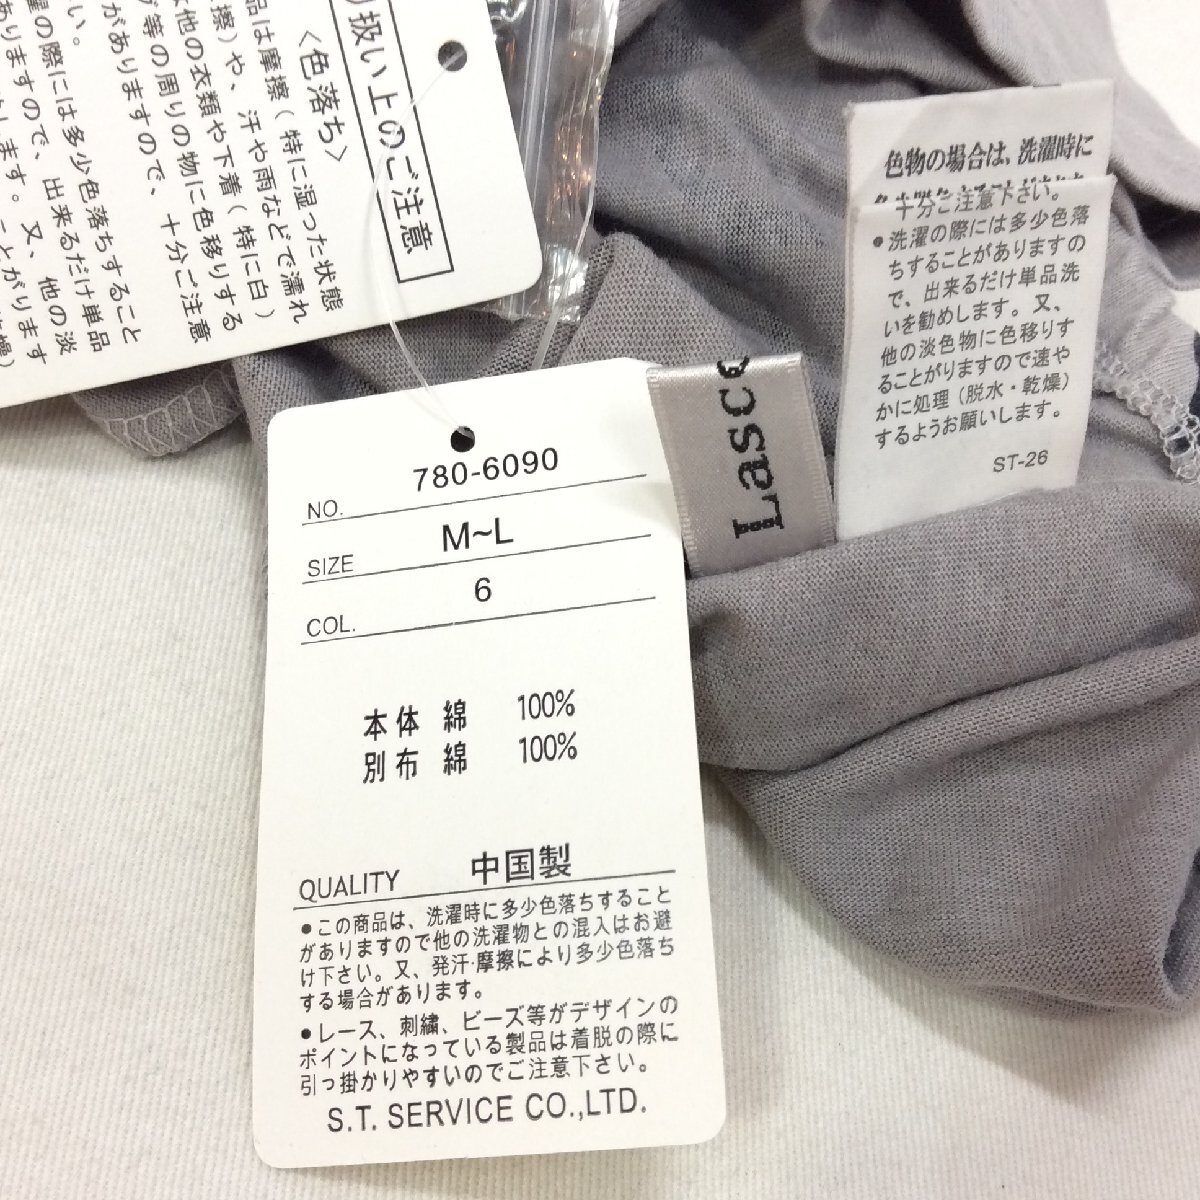 り扱い上のご注意
〈色落ち〉
品は摩擦(特に湿った状態
擦)や、汗や雨などで濡れ
は他の衣類や下着(特に白)
グ等の周りの物に色移りする
がありますので、十分ご注意
さい。
濯の際には多少色落ちすること
ありますので、出来るだけ単品
します。又、他の淡
ことがります
乾燥)
NO. 780-6090
SIZE M~L
COL. 6
本体 綿 100%
別布 綿 100%
QUALITY 中国製
●この商品は、洗濯時に多少色落ちすること
がありますので他の洗濯物との混入はお避
け下さい。又、発汗・摩擦により多少色落ち
する場合があります。
●レース、刺繍、ビーズ等がデザインの
ポイントになっている製品は着脱の際に
引っ掛かりやすいのでご注意下さい。
S.T. SERVICE CO.,LTD.
Lasce
色物の場合は、洗濯時に
十分ご注意下さい。
●洗濯の際には多少色落
ちすることがありますの
で、出来るだけ単品洗
いを勧めします。又、
他の淡色物に色移りす
ることがりますので速や
かに処理(脱水・乾燥)
するようお願いします。
ST-26